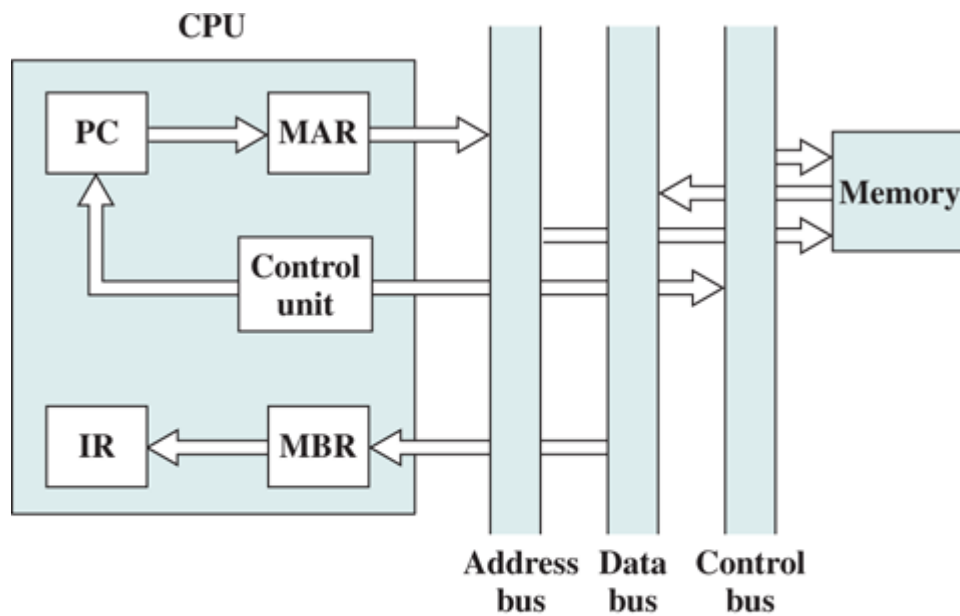 CPU
PC
MAR
Memory
Control
unit
IR
MBR
Address
bus
Data
bus
Control
bus